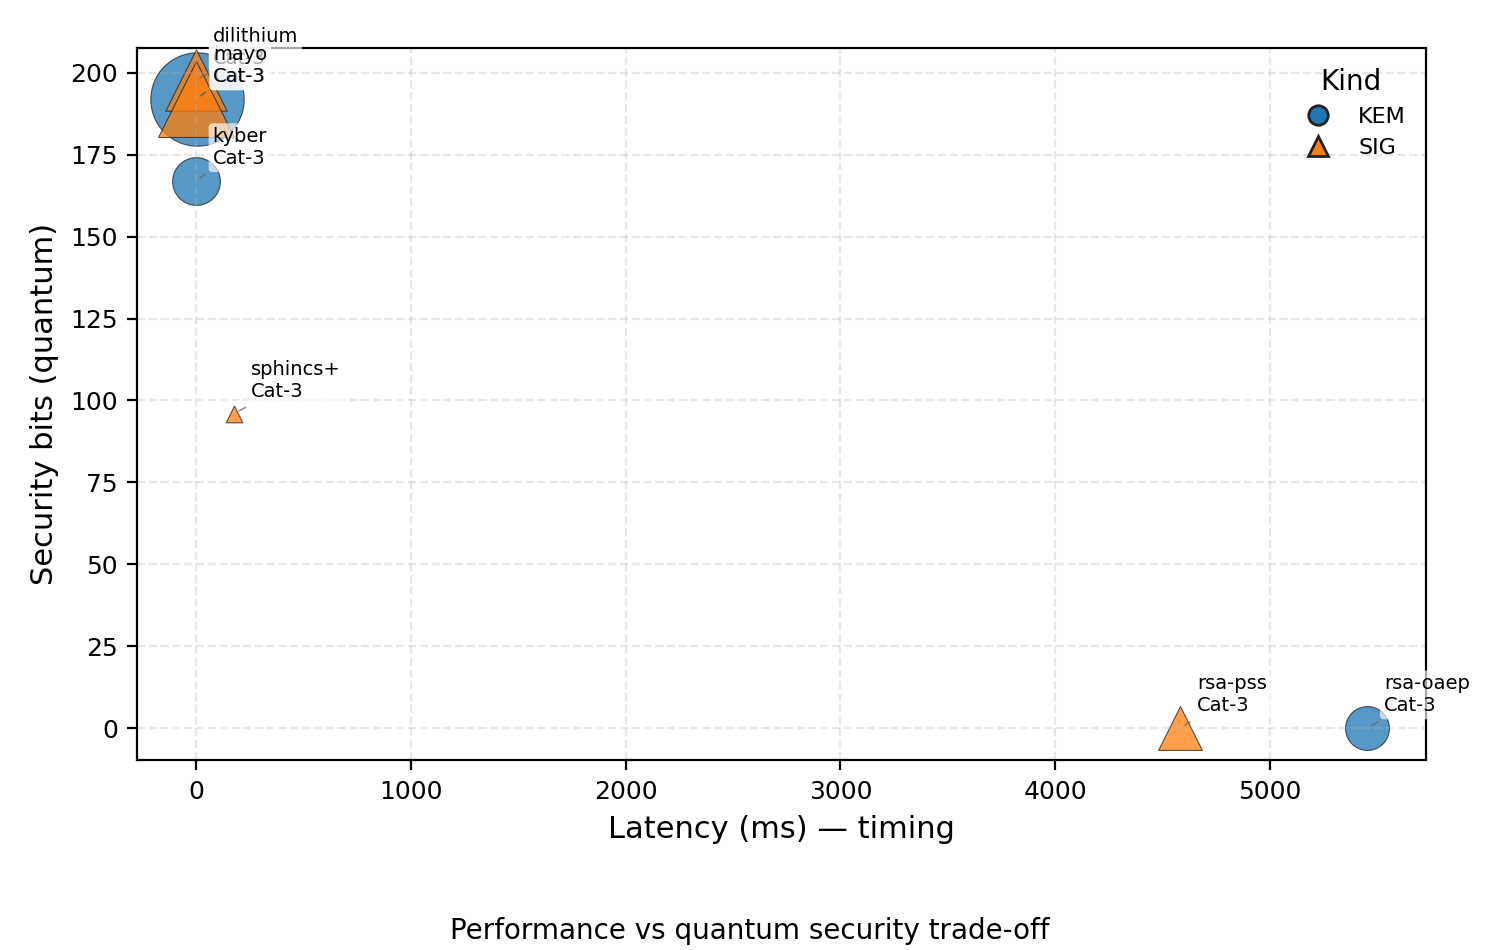 dilithium
mayo
Cat-3
Cat-3
kyber
Cat-3
sphincs+
Cat-3
rsa-pss
Cat-3
rsa-oaep
Cat-3
Kind
KEM
SIG
200
175
150
125
100
75
50
25
0
Security bits (quantum)
0
1000
2000
3000
4000
5000
Latency (ms) — timing
Performance vs quantum security trade-off